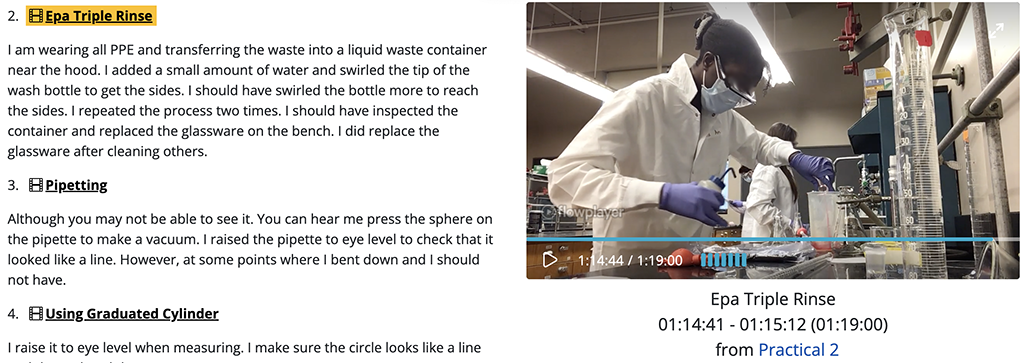 2. Epa Triple Rinse
I am wearing all PPE and transferring the waste into a liquid waste container
near the hood. I added a small amount of water and swirled the tip of the
wash bottle to get the sides. I should have swirled the bottle more to reach
the sides. I repeated the process two times. I should have inspected the
container and replaced the glassware on the bench. I did replace the
glassware after cleaning others.
3. Pipetting
Although you may not be able to see it. You can hear me press the sphere on
the pipette to make a vacuum. I raised the pipette to eye level to check that it
looked like a line. However, at some points where I bent down and I should
not have.
4. Using Graduated Cylinder
I raise it to eye level when measuring. I make sure the circle looks like a line
flowplayer
1:14:44 / 1:19:00
Epa Triple Rinse
01:14:41 - 01:15:12 (01:19:00)
from Practical 2